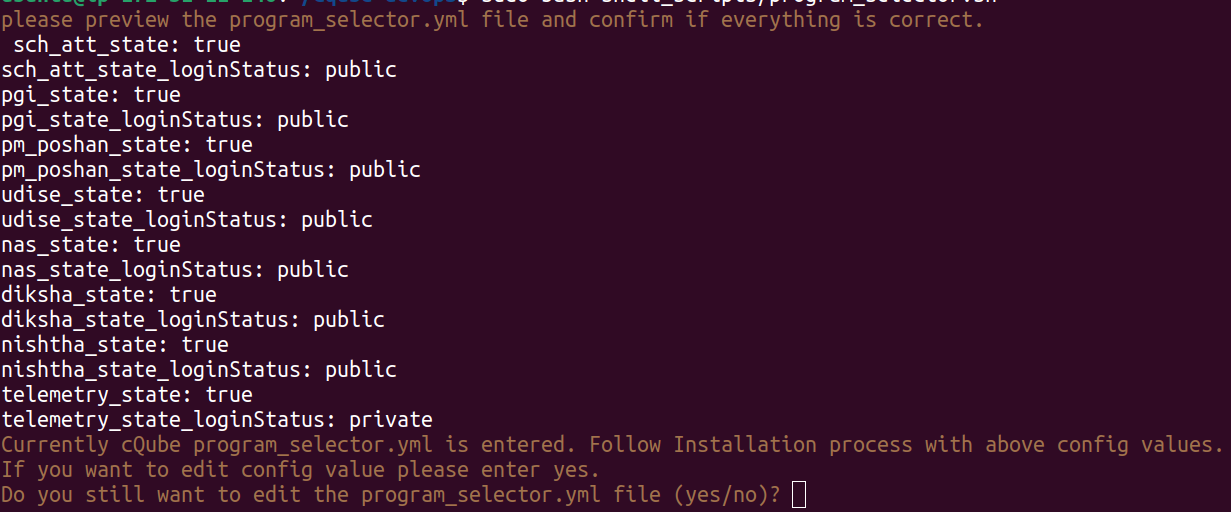 please preview the program_selector.yml file and confirm if everything is correct.
sch_att_state: true
sch_att_state_loginStatus: public
pgi_state: true
pgi_state_loginStatus: public
pm_poshan_state: true
pm_poshan_state_loginStatus: public
udise_state: true
udise_state_loginStatus: public
nas_state: true
nas_state_loginStatus: public
diksha_state: true
diksha_state_loginStatus: public
nishtha_state: true
nishtha_state_loginStatus: public
telemetry_state: true
telemetry_state_loginStatus: private
Currently cQube program_selector.yml is entered. Follow Installation process with above config values.
If you want to edit config value please enter yes.
Do you still want to edit the program_selector.yml file (yes/no)?